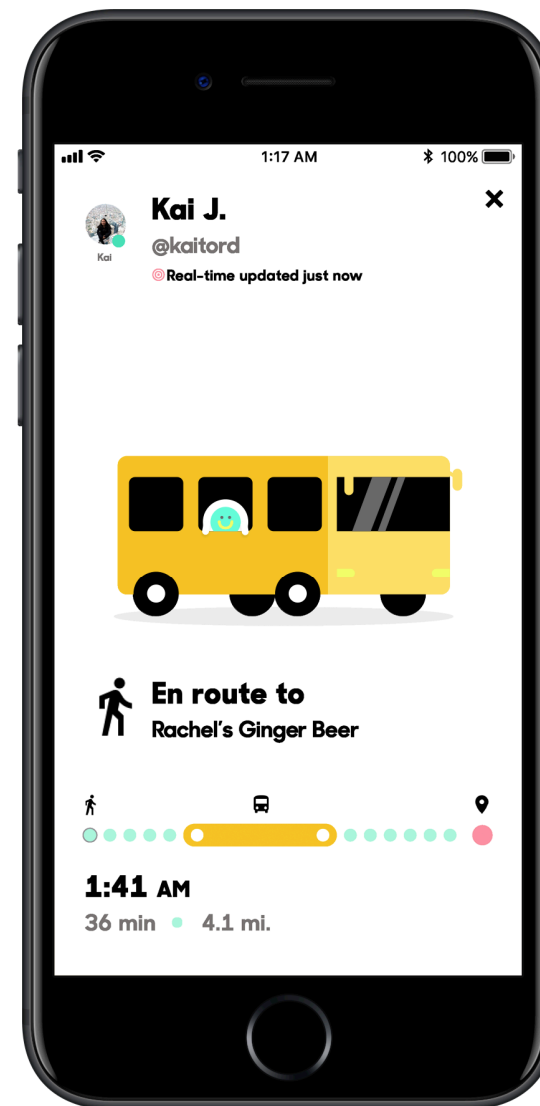 1:17 AM
100%
Kai J.
@kaitord
Kai
Real-time updated just now
En route to
Rachel's Ginger Beer
1:41 AM
36 min 4.1 mi.